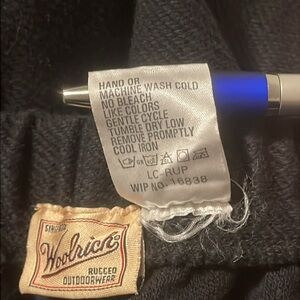 HAND OR
MACHINE WASH COLD
NO BLEACH
LIKE COLORS
GENTLE CYCLE
TUMBLE DRY LOW
REMOVE PROMPTLY
COOL IRON
OR
LC-RUP
WIP NO. 16838
Woolrich
RUGGED
OUTDOORWEAR